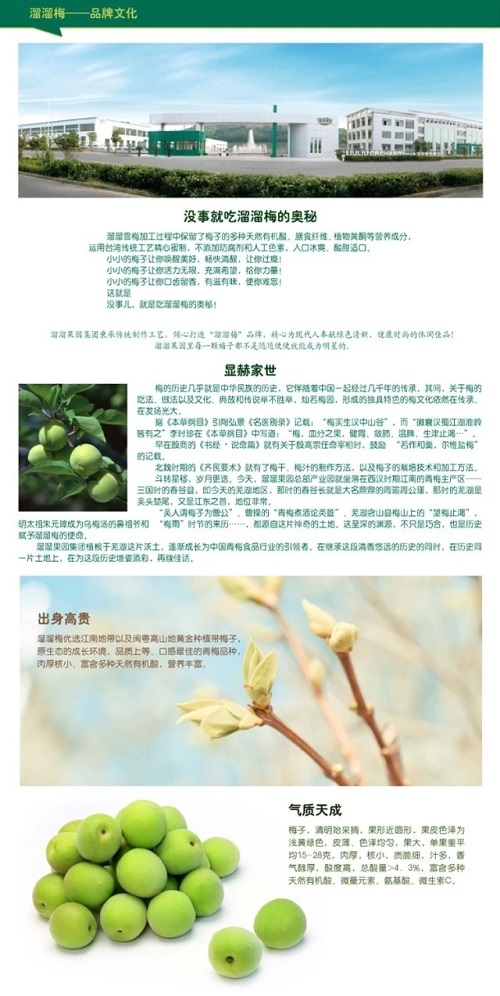 溜溜梅——品牌文化
没事就吃溜溜梅的奥秘
溜溜雪梅加工过程中保留了梅子的多种天然有机酸、膳食纤维、植物黄酮等营养成分，
运用台湾传统工艺精心蜜制，不添加防腐剂和人工色素，入口冰爽、酸甜适口。
小小的梅子让你唤醒美好，畅快清醒，让你过瘾！
小小的梅子让你活力无限，充满希望，给你力量！
小小的梅子让你口齿留香，有滋有味，使你难忘！
这就是
没事儿，就是吃溜溜梅的奥秘！
溜溜果园集团秉承传统制作工艺，倾心打造“溜溜梅”品牌，精心为现代人奉献绿色清新、健康时尚的休闲佳品！
溜溜果园里每一颗梅子都不是随随便便就能成为明星的。
显赫家世
梅的历史几乎就是中华民族的历史，它伴随着中国一起经过几千年的传承，其间，关于梅的
吃法、做法以及文化、典故和传说举不胜举，灿若梅园，形成的独具特色的梅文化依然在传承、
在发扬光大。
据《本草纲目》引陶弘景《名医别录》记载：“梅实生汉中山谷”，而“襄汉川蜀江湖淮岭
皆有之”李时珍在《本草纲目》中写道：“梅，血分之果，健胃、敛肺、温脾、生津止渴…”。
早在殷商的《书经·说命篇》就有关于殷高宗任命宰相时，鼓励“若作和羹，尔惟盐梅”
的记载。
北魏时期的《齐民要术》就有了梅干、梅汁的制作方法，以及梅子的栽培技术和加工方法。
斗转星移，岁月更迭。今天，溜溜果园总部产业园就坐落在西汉时期江南的青梅主产区——
三国时的春谷县，即今天的芜湖地区，那时的春谷长就是大名鼎鼎的周瑜周公瑾，那时的芜湖是
吴头楚尾，又是江东之首，地位非常。
“吴人谓梅子为曹公”、曹操的“青梅煮酒论英雄”、芜湖含山县梅山上的“望梅止渴”，
明太祖朱元璋成为乌梅汤的鼻祖爷和“梅雨”时节的来历……，都源自这片神奇的土地，这至深的渊源，不只是巧合，也是历史
赋予溜溜梅的使命。
溜溜果园集团植根于芜湖这片沃土，逐渐成长为中国青梅食品行业的引领者，在继承这段清香悠远的历史的同时，在历史同
一片土地上，在为这段历史增姿添彩，再续佳话。
出身高贵
溜溜梅优选江南地带以及闽粤高山地黄金种植带梅子，
原生态的成长环境，品质上等、口感最佳的青梅品种，
肉厚核小，富含多种天然有机酸，营养丰富。
气质天成
梅子，清明始采摘，果形近圆形，果皮色泽为
浅黄绿色，皮薄，色泽均匀，果大，单果重平
均15-28克，肉厚，核小，质脆细，汁多，香
气醇厚，酸度高，总酸量>4．3%，富含多种
天然有机酸、微量元素、氨基酸、微生素C。